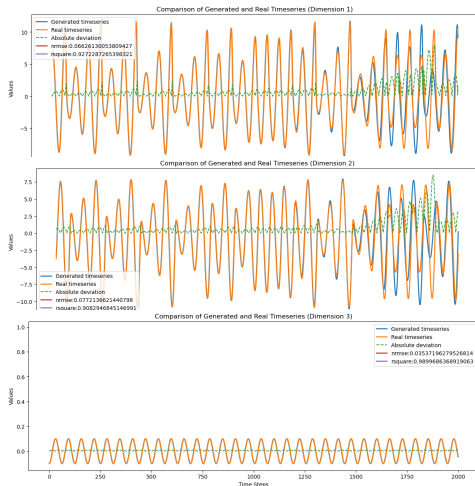 Comparison of Generated and Real Timeseries (Dimension 1)
Generated timeseries
Real timeseries
Absolute deviation
nrmse:0.06626130053809427
rsquare:0.9272287265398321
Values
10
5
0
−5
Comparison of Generated and Real Timeseries (Dimension 2)
Values
7.5
5.0
2.5
0.0
−2.5
−5.0
−7.5
−10.0
Generated timeseries
Real timeseries
Absolute deviation
nrmse:0.0772136621440798
rsquare:0.9082946845146991
Comparison of Generated and Real Timeseries (Dimension 3)
Generated timeseries
Real timeseries
Absolute deviation
nrmse:0.03537196279526814
rsquare:0.9899686368919063
Values
1.0
0.8
0.6
0.4
0.2
0.0
0 250 500 750 1000 1250 1500 1750 2000
Time Steps